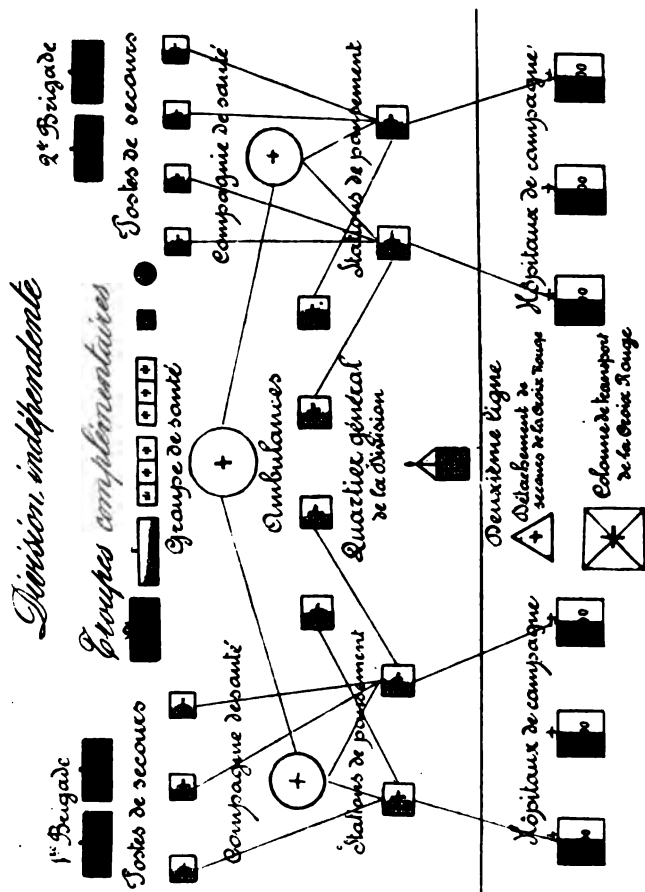 Division indépendente
1re Brigade
Troupes complémentaires
2e Brigade
Postes de secours
Groupe de santé
Postes de secours
Compagnie de santé
Compagnie de santé
Ambulances
Stations de pansement
Quartier général
de la Division
Stations de pansement
Deuxième ligne
Hôpitaux de campagne
Détachement de
secours de la Croix Rouge
Hôpitaux de campagne
Colonne de transport
de la Croix Rouge